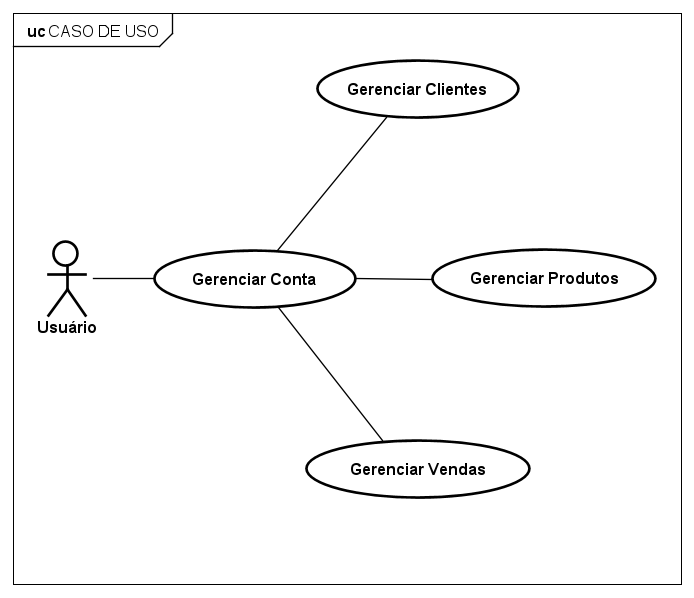 uc CASO DE USO
Gerenciar Clientes
Gerenciar Conta
Gerenciar Produtos
Usuário
Gerenciar Vendas